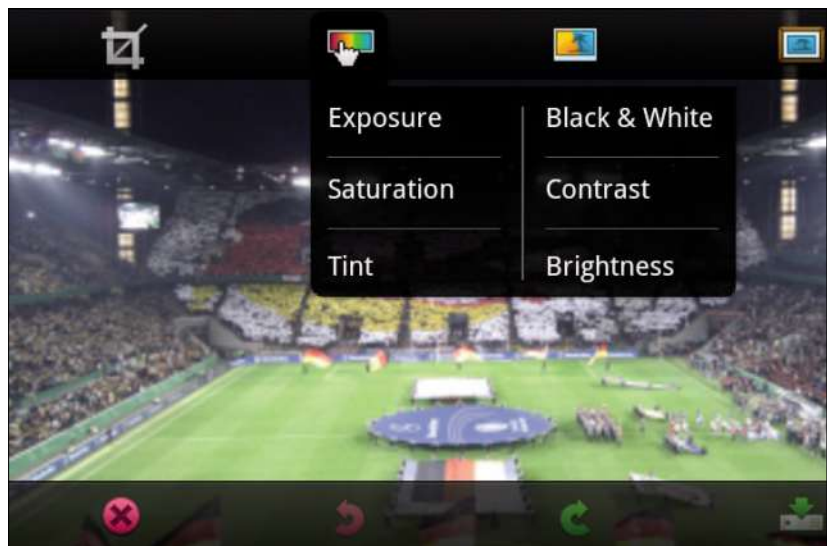 Exposure
Black & White
Saturation
Contrast
Tint
Brightness